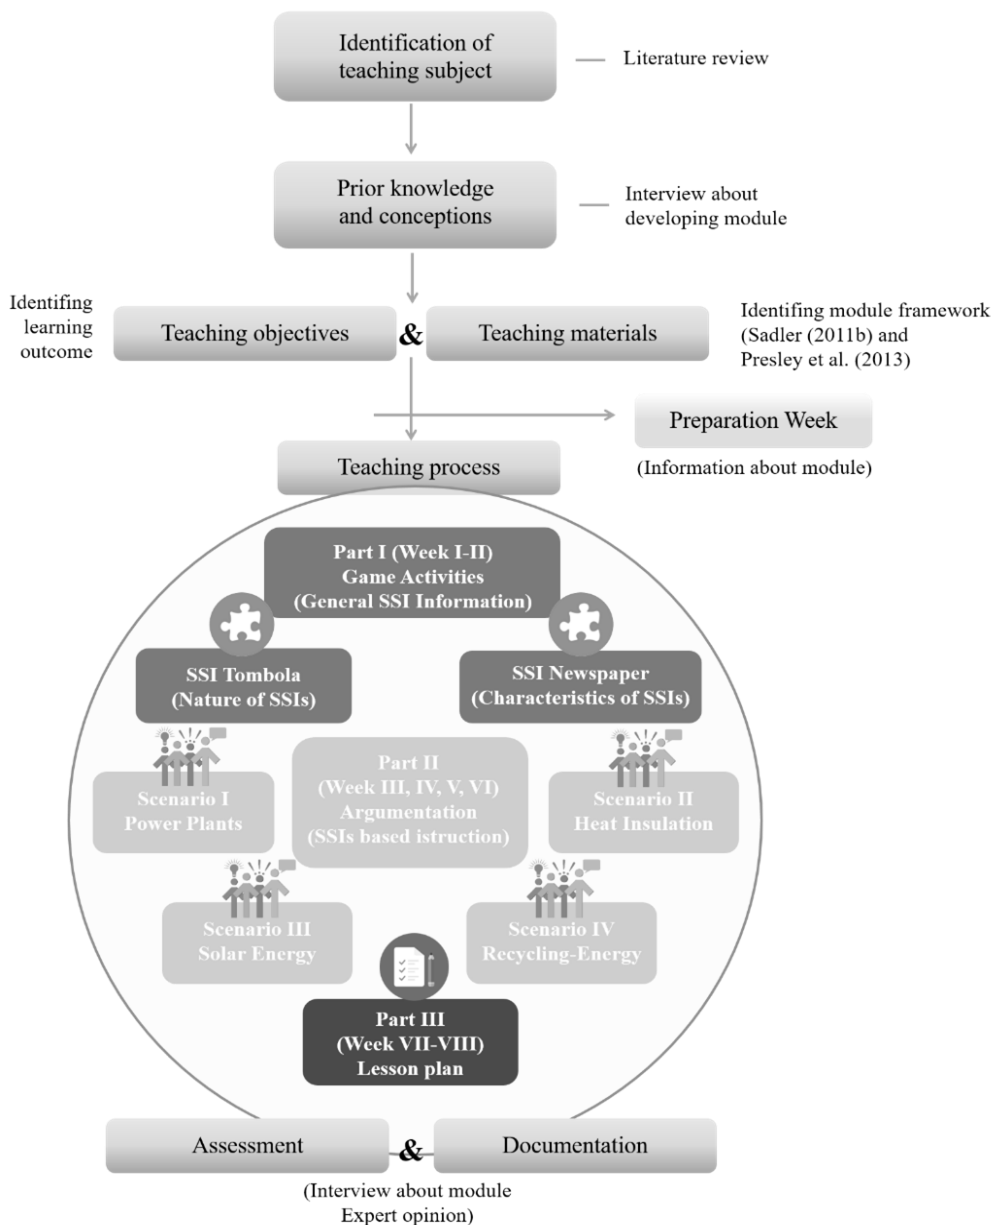 Identification of
teaching subject
Literature review
Prior knowledge
and conceptions
Interview about
developing module
Identifing
learning
outcome
Teaching objectives
&
Teaching materials
Identifing module framework
(Sadler (2011b) and
Presley et al. (2013)
Preparation Week
(Information about module)
Teaching process
Part I (Week I-II)
Game Activities
(General SSI Information)
SSI Tombola
(Nature of SSIs)
SSI Newspaper
(Characteristics of SSIs)
Part II
(Week III, IV, V, VI)
Argumentation
(SSIs based istruction)
Scenario I
Power Plants
Scenario II
Heat Insulation
Scenario III
Solar Energy
Scenario IV
Recycling-Energy
Part III
(Week VII-VIII)
Lesson plan
Assessment
&
Documentation
(Interview about module
Expert opinion)